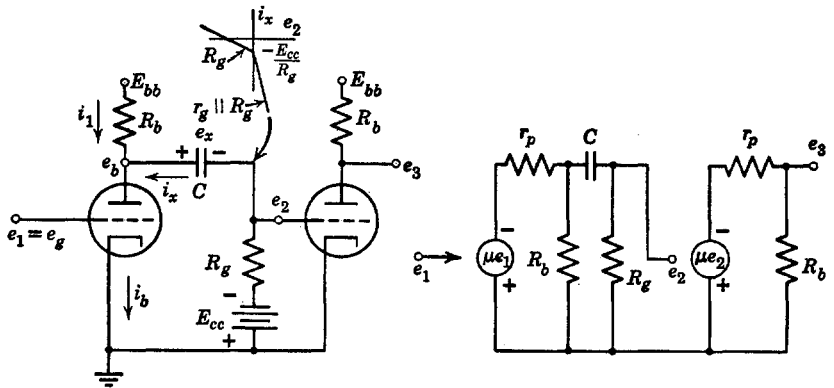 i_x
e_2
R_g
-E_cc/R_g
E_bb
i_1
R_b
r_g || R_g
e_x
+ -
e_b
i_x
C
e_1 = e_g
e_2
i_b
R_g
-
E_cc
+
E_bb
R_b
e_3
r_p
C
-
μe_1
+
e_1
R_b
R_g
e_2
r_p
e_3
-
μe_2
+
R_b